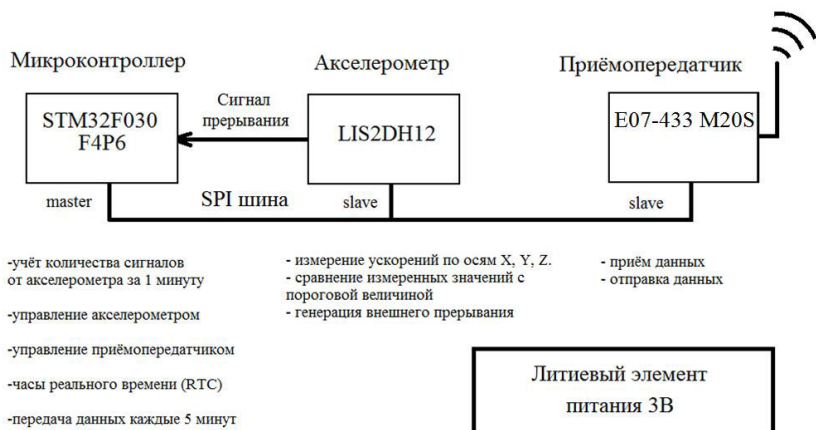 Микроконтроллер
Акселерометр
Приёмопередатчик
STM32F030
F4P6
Сигнал
прерывания
LIS2DH12
E07-433 M20S
master
SPI шина
slave
slave
-учёт количества сигналов
от акселерометра за 1 минуту
-управление акселерометром
-управление приёмопередатчиком
-часы реального времени (RTC)
-передача данных каждые 5 минут
- измерение ускорений по осям X, Y, Z.
- сравнение измеренных значений с
пороговой величиной
- генерация внешнего прерывания
- приём данных
- отправка данных
Литиевый элемент
питания 3В